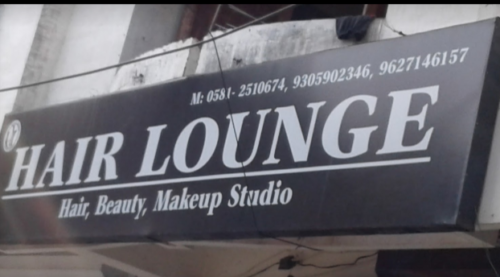 M: 0581- 2510674, 9305902346, 9627146157
HAIR LOUNGE
Hair, Beauty, Makeup Studio